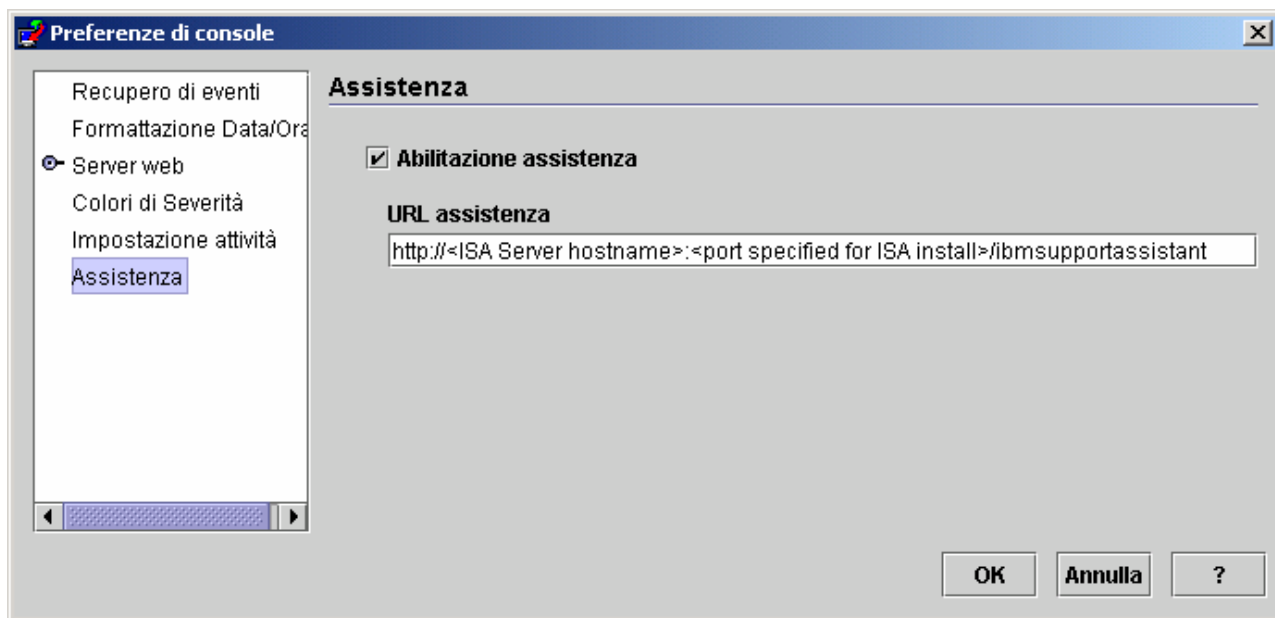 Preferenze di console
Recupero di eventi
Formattazione Data/Ora
Server web
Colori di Severità
Impostazione attività
Assistenza
Assistenza
Abilitazione assistenza
URL assistenza
http://<ISA Server hostname>:<port specified for ISA install>/ibmsupportassistant
OK
Annulla
?